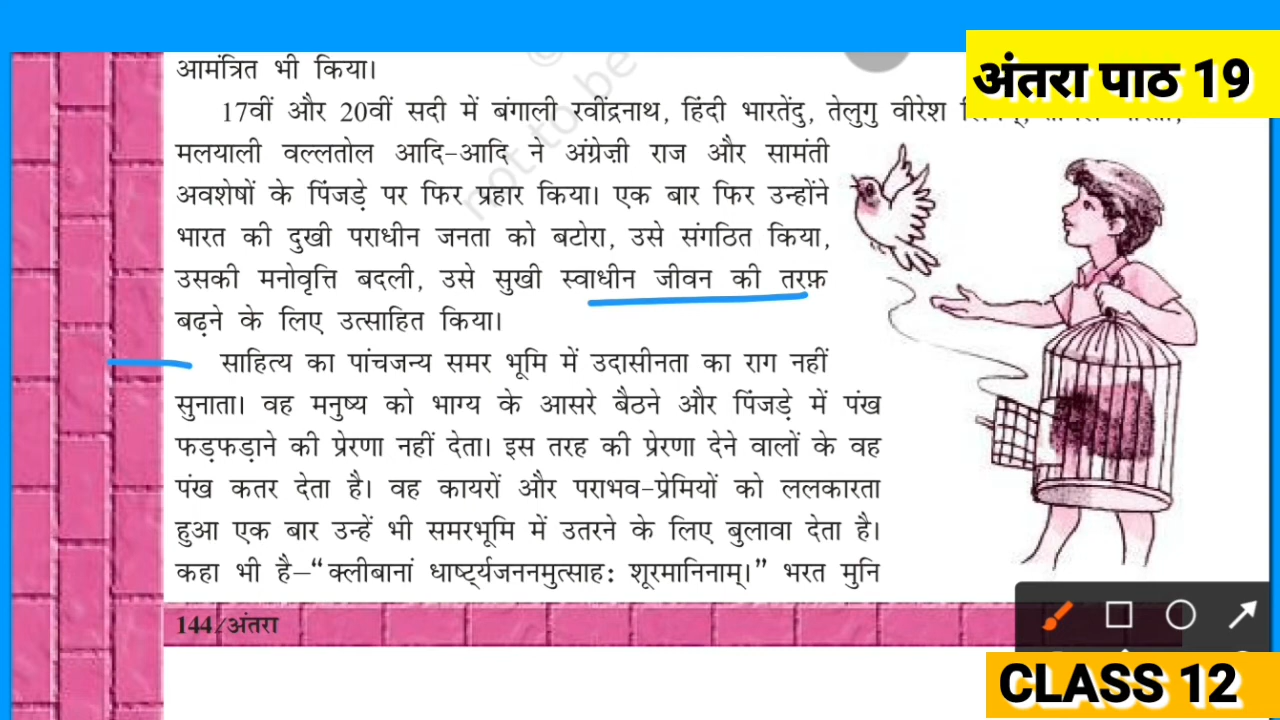 आमंत्रित भी किया।
अंतरा पाठ 19
17वीं और 20वीं सदी में बंगाली रवींद्रनाथ, हिंदी भारतेंदु, तेलुगु वीरेश
मलयाली वल्लतोल आदि-आदि ने अंग्रेज़ी राज और सामंती
अवशेषों के पिंजड़े पर फिर प्रहार किया। एक बार फिर उन्होंने
भारत की दुखी पराधीन जनता को बटोरा, उसे संगठित किया,
उसकी मनोवृत्ति बदली, उसे सुखी स्वाधीन जीवन की तरफ़
बढ़ने के लिए उत्साहित किया।
साहित्य का पांचजन्य समर भूमि में उदासीनता का राग नहीं
सुनाता। वह मनुष्य को भाग्य के आसरे बैठने और पिंजड़े में पंख
फड़फड़ाने की प्रेरणा नहीं देता। इस तरह की प्रेरणा देने वालों के वह
पंख कतर देता है। वह कायरों और पराभव-प्रेमियों को ललकारता
हुआ एक बार उन्हें भी समरभूमि में उतरने के लिए बुलावा देता है।
कहा भी है–“क्लीबानां धार्ष्ट्यजननमुत्साहः शूरमानिनाम्।” भरत मुनि
144/अंतरा
CLASS 12
not to be
©